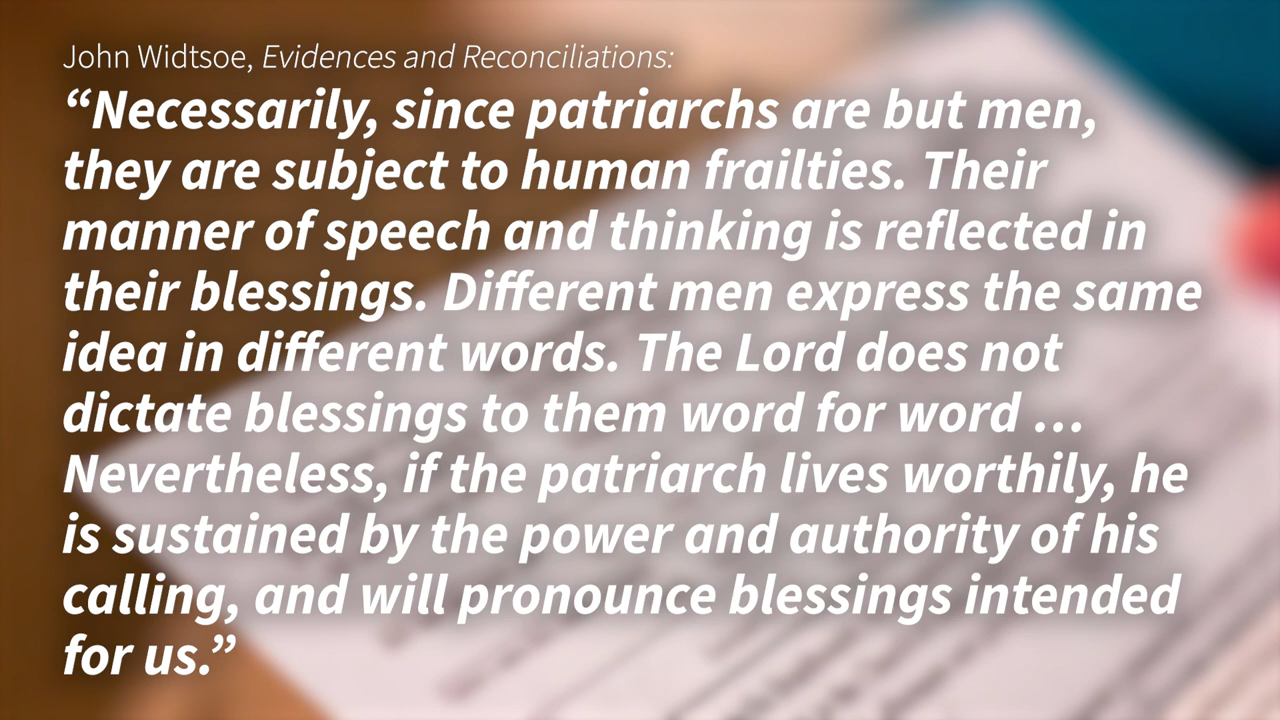 John Widtsoe, Evidences and Reconciliations:
“Necessarily, since patriarchs are but men,
they are subject to human frailties. Their
manner of speech and thinking is reflected in
their blessings. Different men express the same
idea in different words. The Lord does not
dictate blessings to them word for word …
Nevertheless, if the patriarch lives worthily, he
is sustained by the power and authority of his
calling, and will pronounce blessings intended
for us.”